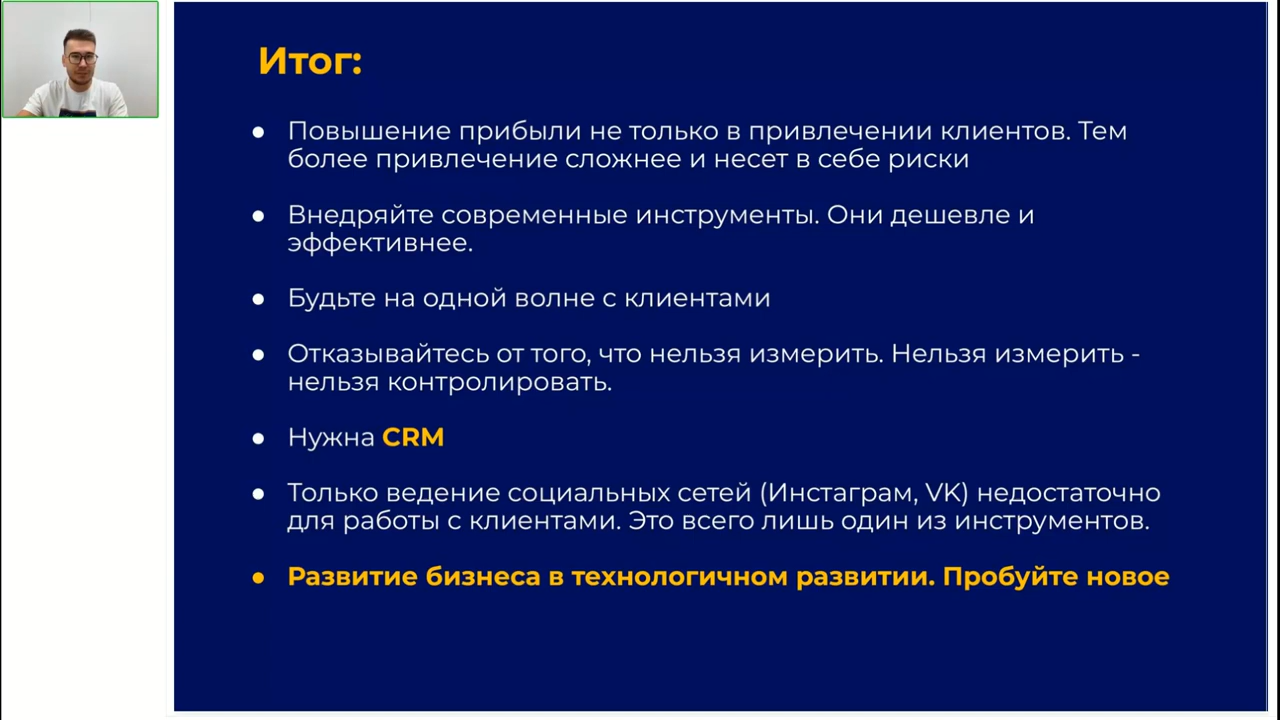 Итог:
Повышение прибыли не только в привлечении клиентов. Тем
более привлечение сложнее и несет в себе риски
Внедряйте современные инструменты. Они дешевле и
эффективнее.
Будьте на одной волне с клиентами
Отказывайтесь от того, что нельзя измерить. Нельзя измерить -
нельзя контролировать.
Нужна CRM
Только ведение социальных сетей (Инстаграм, VK) недостаточно
для работы с клиентами. Это всего лишь один из инструментов.
Развитие бизнеса в технологичном развитии. Пробуйте новое